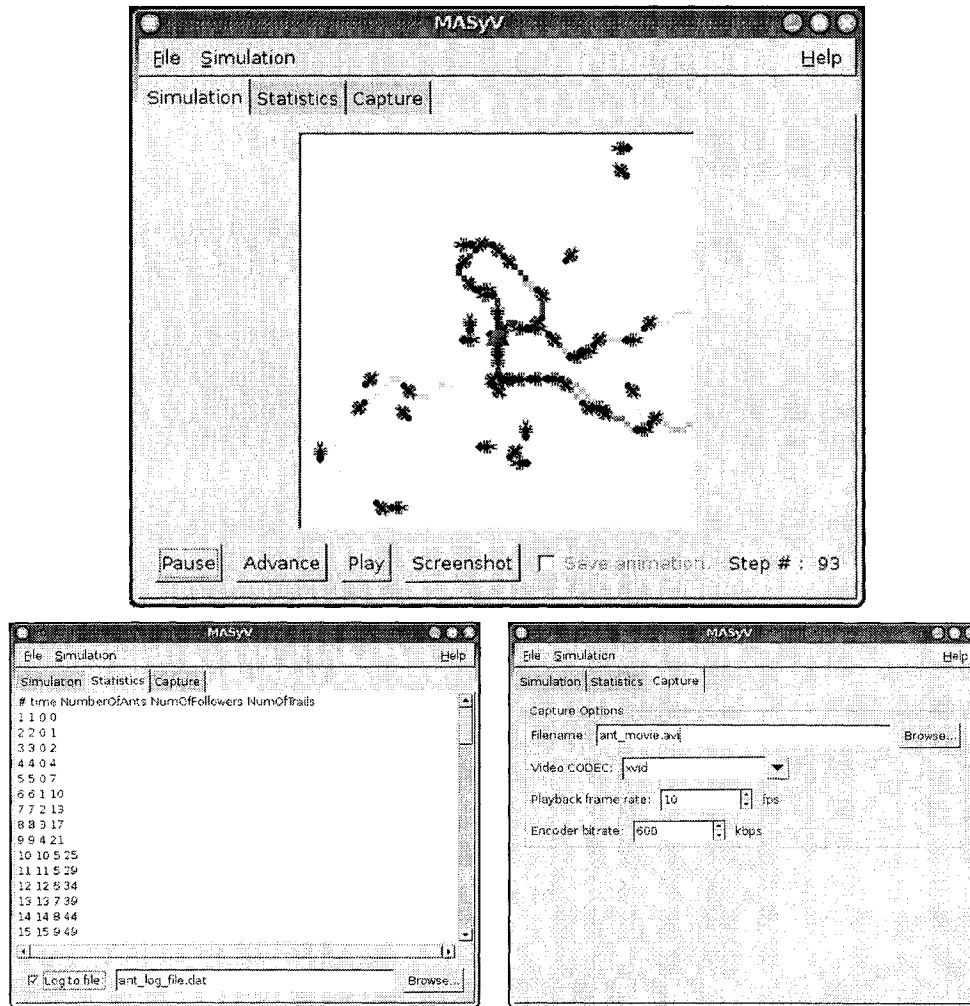 MASyV
File Simulation Help
Simulation Statistics Capture
Pause Advance Play Screenshot Save animation. Step # : 93
MASyV
File Simulation Help
Simulation Statistics Capture
# time NumberOfAnts NumOfFollowers NumOfTrails
1 1 0 0
2 2 0 1
3 3 0 2
4 4 0 4
5 5 0 7
6 6 1 10
7 7 2 13
8 8 3 17
9 9 4 21
10 10 5 25
11 11 5 29
12 12 6 34
13 13 7 39
14 14 8 44
15 15 9 49
Log to file ant_log_file.dat Browse...
MASyV
File Simulation Help
Simulation Statistics Capture
Capture Options
Filename: ant_movie.avi Browse...
Video CODEC: xvid
Playback frame rate: 10 fps
Encoder bitrate: 600 kbps